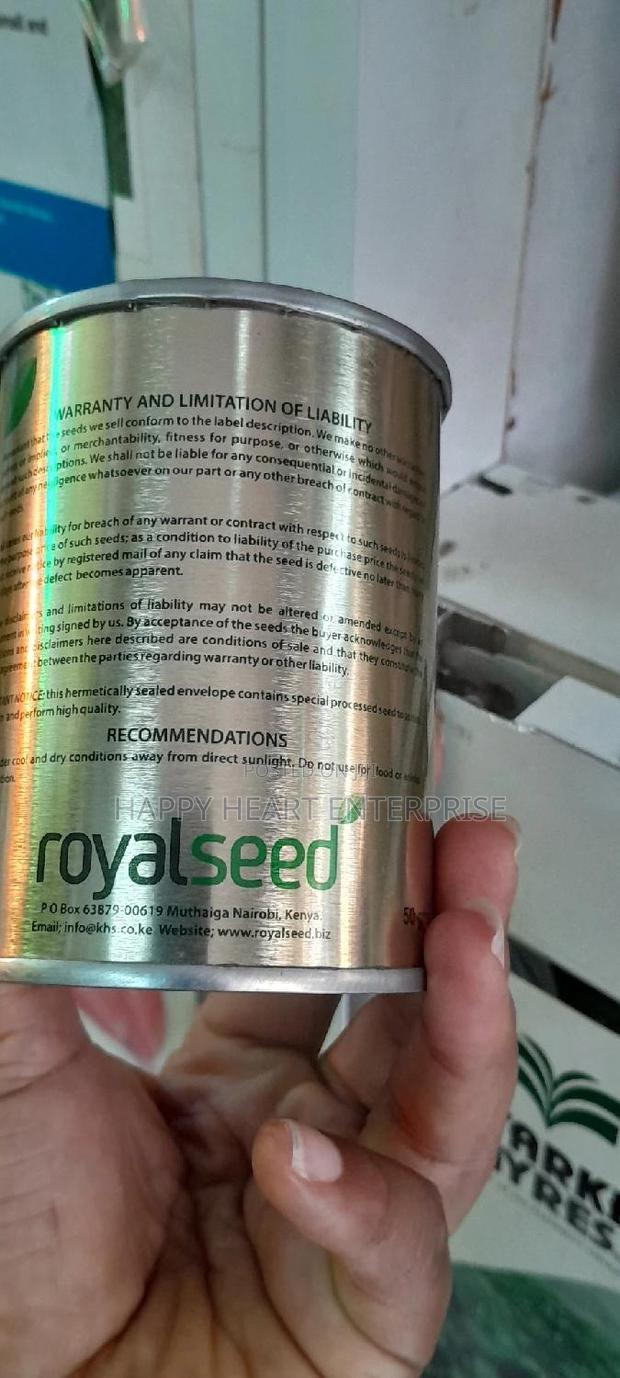 WARRANTY AND LIMITATION OF LIABILITY
seeds we sell conform to the label description. We make no other
or merchantability, fitness for purpose, or otherwise which would
We shall not be liable for any consequential or incidental
whatsoever on our part or any other breach of contract with
for breach of any warrant or contract with respect to such seeds
of such seeds; as a condition to liability of the purchase price the
by registered mail of any claim that the seed is defective no later than
defect becomes apparent.
and limitations of liability may not be altered or amended except
signed by us. By acceptance of the seeds the buyer acknowledges
disclaimers here described are conditions of sale and that they
between the parties regarding warranty or other liability.
NOTICE: this hermetically sealed envelope contains special processed seed to
and perform high quality.
RECOMMENDATIONS
cool and dry conditions away from direct sunlight. Do not use for food or
POSTED ON
HAPPY HEART ENTERPRISE
royalseed
P O Box 63879-00619 Muthaiga Nairobi, Kenya.
Email; info@khs.co.ke Website; www.royalseed.biz
50